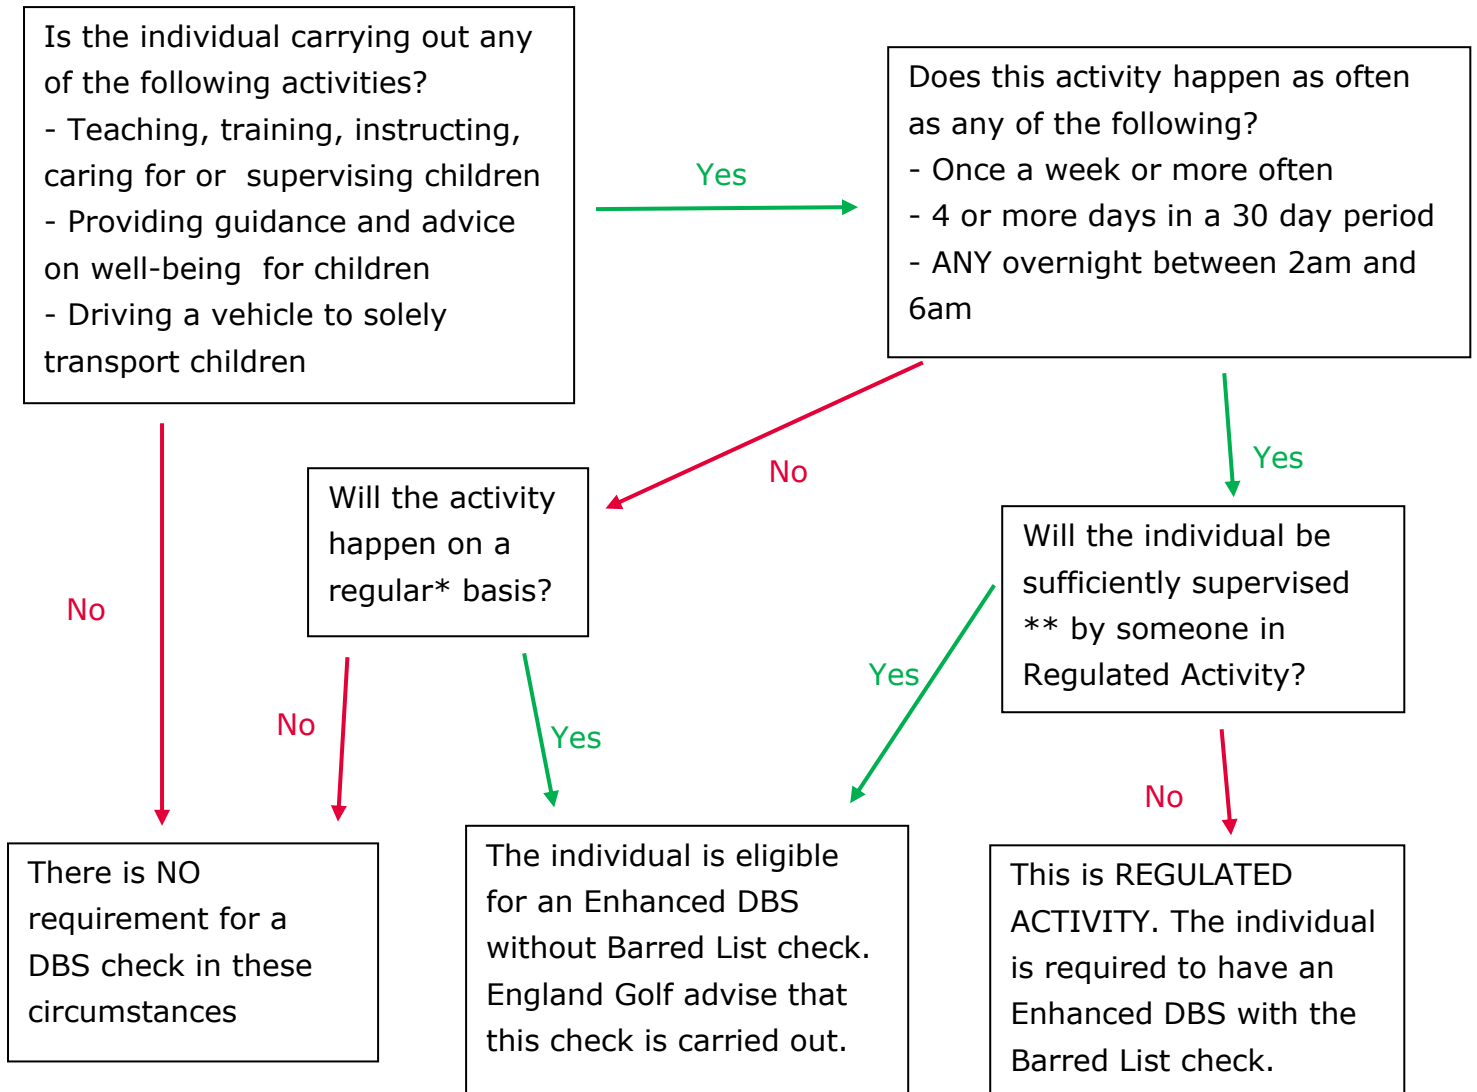 Is the individual carrying out any
of the following activities?
- Teaching, training, instructing,
caring for or  supervising children
- Providing guidance and advice
on well-being  for children
- Driving a vehicle to solely
transport children
Yes
Does this activity happen as often
as any of the following?
- Once a week or more often
- 4 or more days in a 30 day period
- ANY overnight between 2am and
6am
No
Yes
No
Will the activity
happen on a
regular* basis?
Will the individual be
sufficiently supervised
** by someone in
Regulated Activity?
No
Yes
Yes
No
There is NO
requirement for a
DBS check in these
circumstances
The individual is eligible
for an Enhanced DBS
without Barred List check.
England Golf advise that
this check is carried out.
This is REGULATED
ACTIVITY. The individual
is required to have an
Enhanced DBS with the
Barred List check.